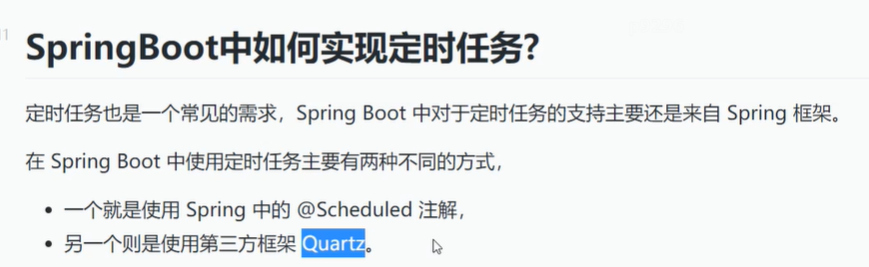 SpringBoot中如何实现定时任务?
定时任务也是一个常见的需求，Spring Boot 中对于定时任务的支持主要还是来自 Spring 框架。
在 Spring Boot 中使用定时任务主要有两种不同的方式，
• 一个就是使用 Spring 中的 @Scheduled 注解，
• 另一个则是使用第三方框架 Quartz。